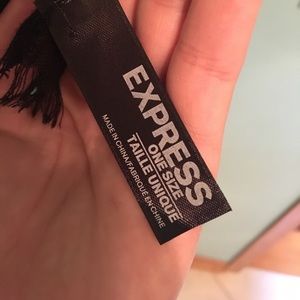 EXPRESS
ONE SIZE
TAILLE UNIQUE
MADE IN CHINA/FABRIQUÉ EN CHINE